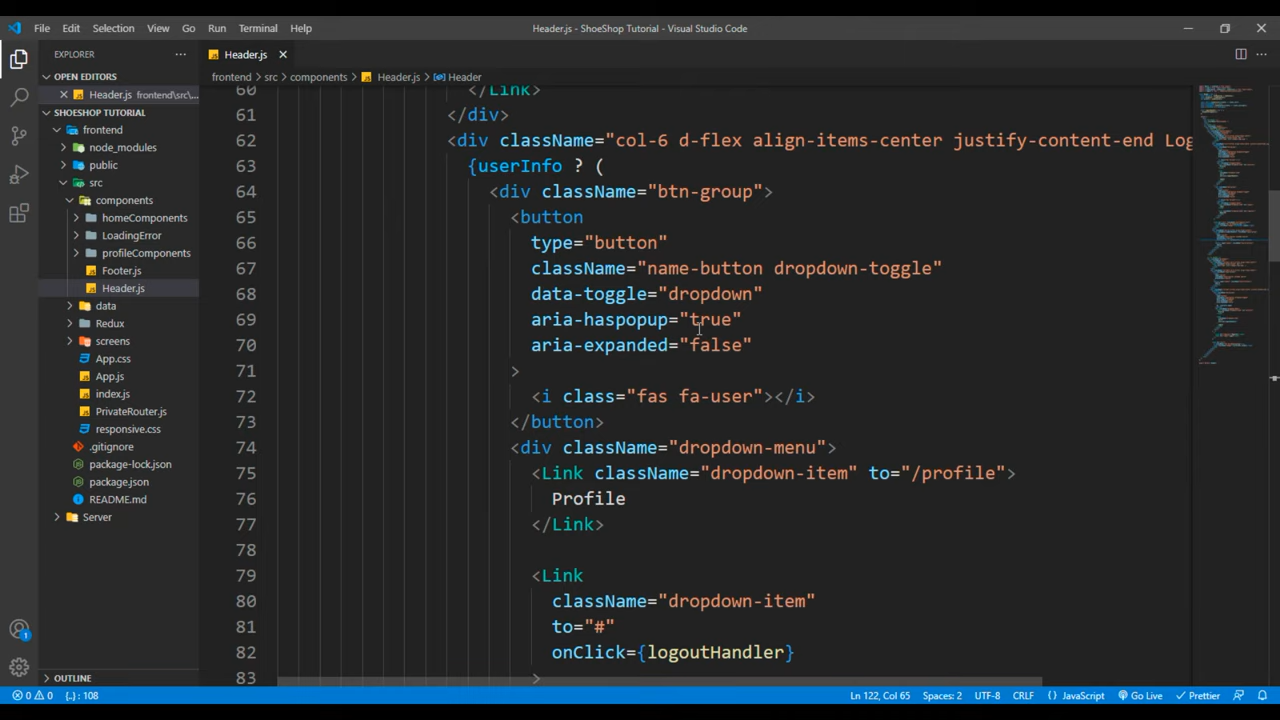 File Edit Selection View Go Run Terminal Help
Header.js - ShoeShop Tutorial - Visual Studio Code
EXPLORER
Header.js
OPEN EDITORS
frontend src components Header.js Header
Header.js frontend\src\...
SHOESHOP TUTORIAL
frontend
node_modules
public
src
components
homeComponents
LoadingError
profileComponents
Footer.js
Header.js
data
Redux
screens
App.css
App.js
index.js
PrivateRouter.js
responsive.css
.gitignore
package-lock.json
package.json
README.md
Server
OUTLINE
1
60 </Link>
61 </div>
62 <div className="col-6 d-flex align-items-center justify-content-end Log
63 {userInfo ? (
64 <div className="btn-group">
65 <button
66 type="button"
67 className="name-button dropdown-toggle"
68 data-toggle="dropdown"
69 aria-haspopup="true"
70 aria-expanded="false"
71 >
72 <i class="fas fa-user"></i>
73 </button>
74 <div className="dropdown-menu">
75 <Link className="dropdown-item" to="/profile">
76 Profile
77 </Link>
78
79 <Link
80 className="dropdown-item"
81 to="#"
82 onClick={logoutHandler}
83 >
0 0 {..} : 108
Ln 122, Col 65 Spaces: 2 UTF-8 CRLF JavaScript Go Live Prettier